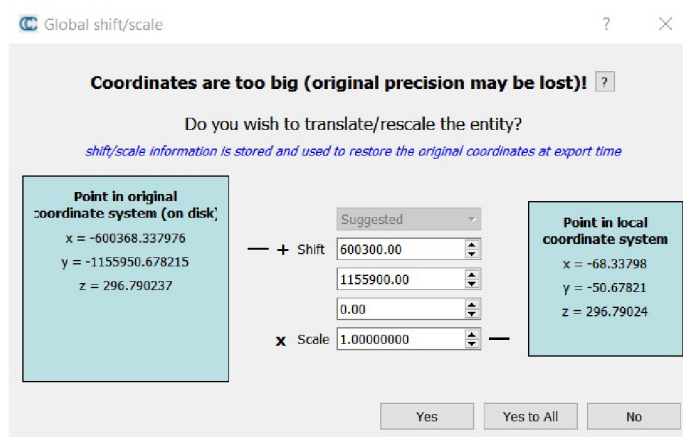 Global shift/scale
? ×
Coordinates are too big (original precision may be lost)! ?
Do you wish to translate/rescale the entity?
shift/scale information is stored and used to restore the original coordinates at export time
Point in original
coordinate system (on disk)
x = -600368.337976
y = -1155950.678215
z = 296.790237
Suggested
+ Shift 600300.00
1155900.00
0.00
x Scale 1.00000000
Point in local
coordinate system
x = -68.33798
y = -50.67821
z = 296.79024
Yes Yes to All No